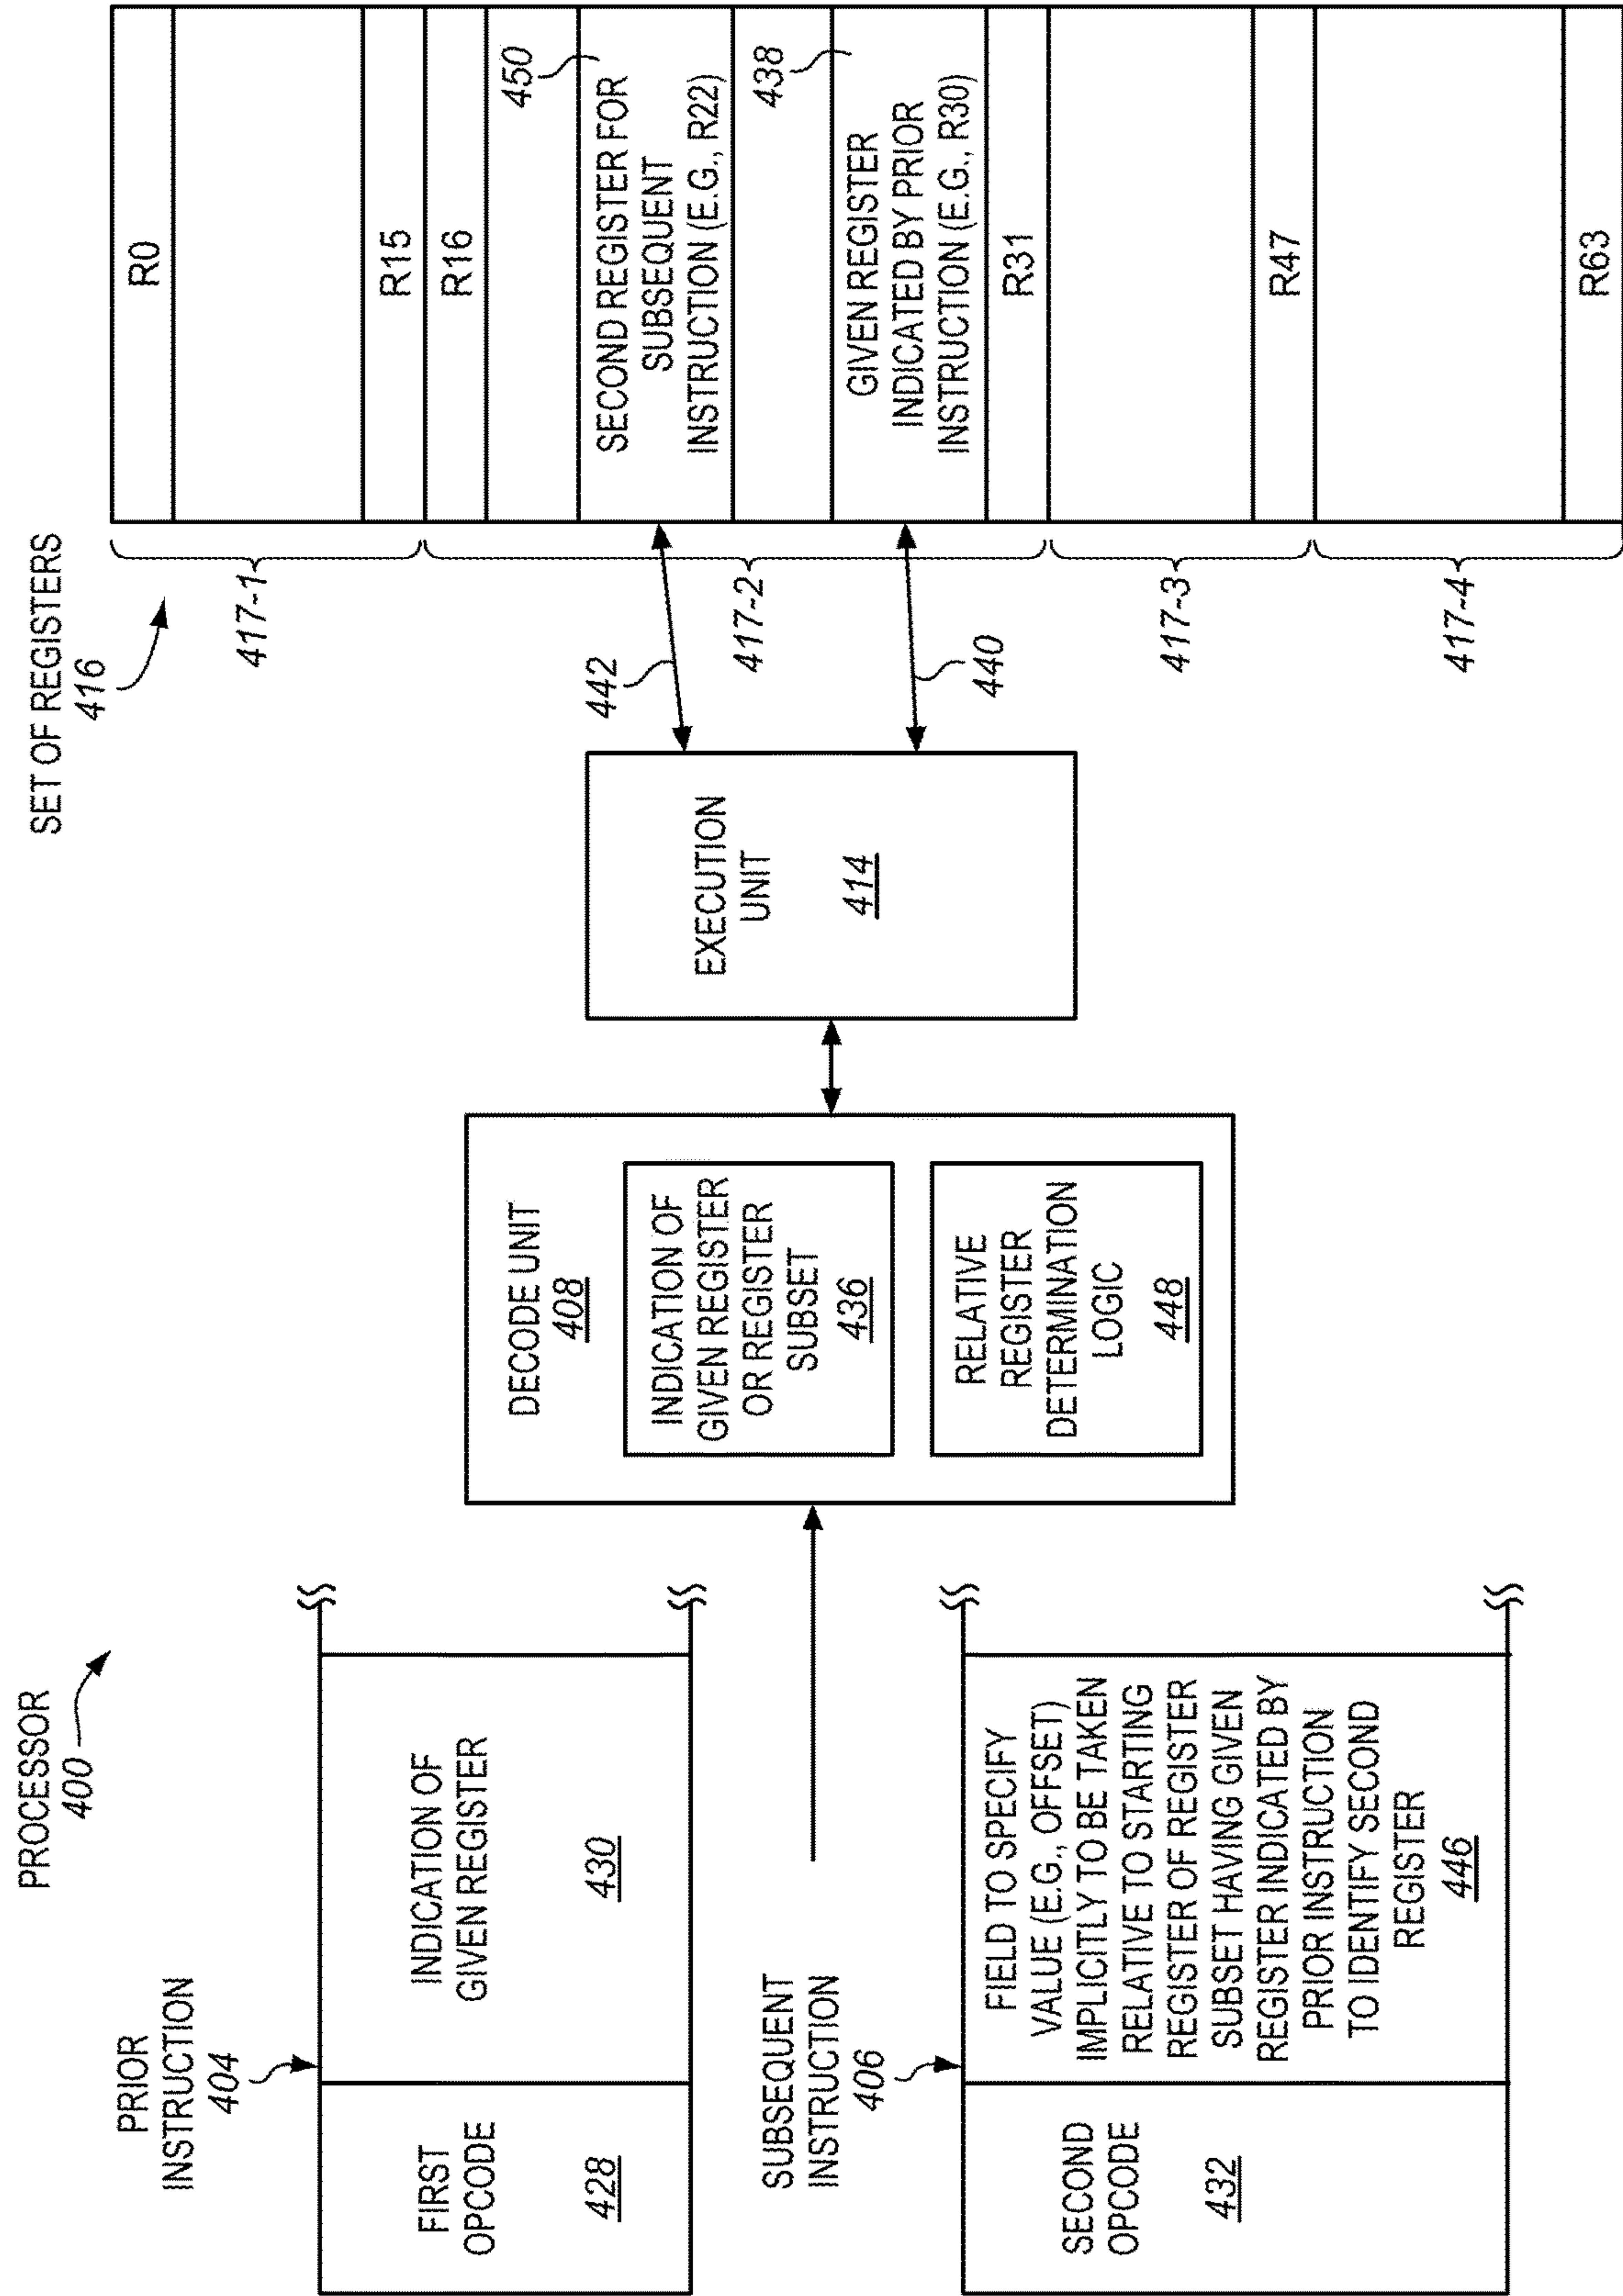 PROCESSOR
400
PRIOR
INSTRUCTION
404
FIRST
OPCODE
428
INDICATION OF
GIVEN REGISTER
430
SUBSEQUENT
INSTRUCTION
406
SECOND
OPCODE
432
FIELD TO SPECIFY
VALUE (E.G., OFFSET)
IMPLICITLY TO BE TAKEN
RELATIVE TO STARTING
REGISTER OF REGISTER
SUBSET HAVING GIVEN
REGISTER INDICATED BY
PRIOR INSTRUCTION
TO IDENTIFY SECOND
REGISTER
446
DECODE UNIT
408
INDICATION OF
GIVEN REGISTER
OR REGISTER
SUBSET
436
RELATIVE
REGISTER
DETERMINATION
LOGIC
448
EXECUTION
UNIT
414
442
440
SET OF REGISTERS
416
417-1
417-2
417-3
417-4
R0
R15
R16
450
SECOND REGISTER FOR
SUBSEQUENT
INSTRUCTION (E.G., R22)
438
GIVEN REGISTER
INDICATED BY PRIOR
INSTRUCTION (E.G., R30)
R31
R47
R63